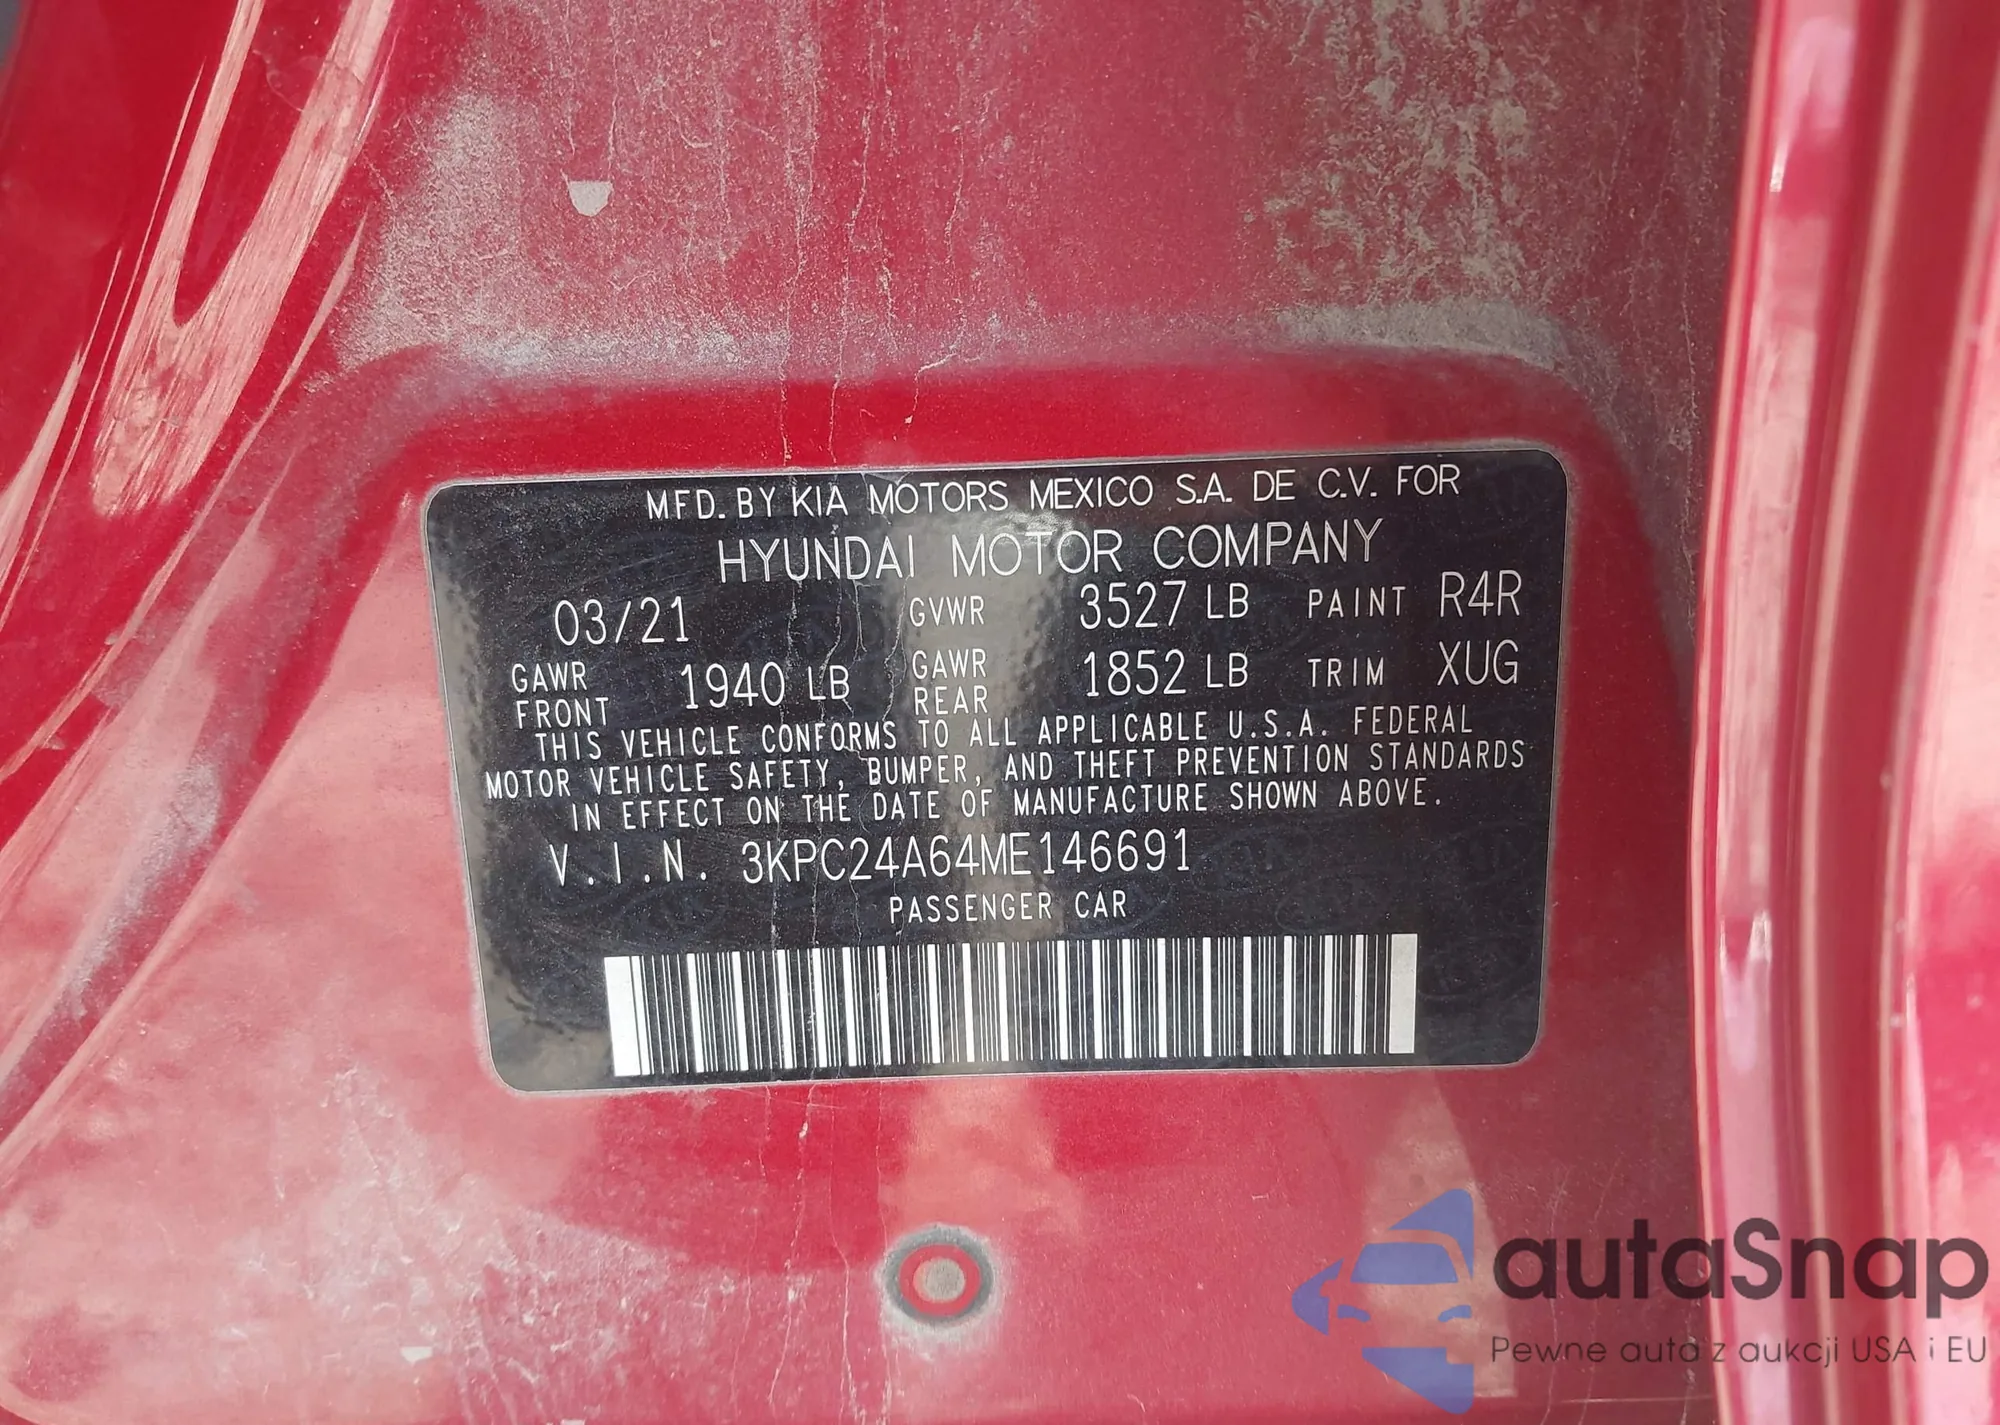 MFD. BY KIA MOTORS MEXICO S.A. DE C.V. FOR
HYUNDAI MOTOR COMPANY
03/21 GVWR 3527 LB PAINT R4R
GAWR FRONT 1940 LB GAWR REAR 1852 LB TRIM XUG
THIS VEHICLE CONFORMS TO ALL APPLICABLE U.S.A. FEDERAL
MOTOR VEHICLE SAFETY, BUMPER, AND THEFT PREVENTION STANDARDS
IN EFFECT ON THE DATE OF MANUFACTURE SHOWN ABOVE.
V.I.N. 3KPC24A64ME146691
PASSENGER CAR
autaSnap
Pewne auta z aukcji USA i EU